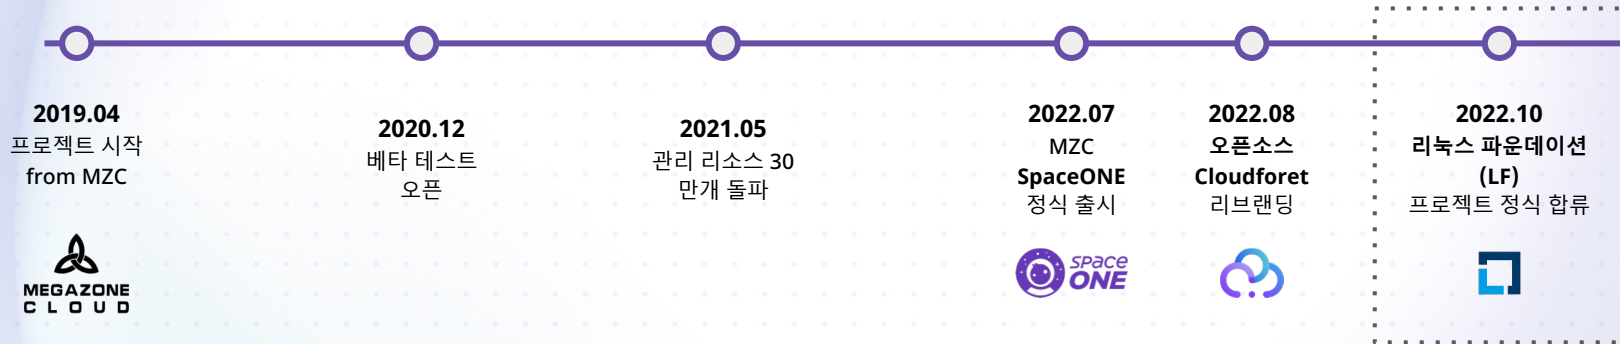 2019.04
프로젝트 시작
from MZC
MEGAZONE
CLOUD
2020.12
베타 테스트
오픈
2021.05
관리 리소스 30
만개 돌파
2022.07
MZC
SpaceONE
정식 출시
SPACE
ONE
2022.08
오픈소스
Cloudforet
리브랜딩
2022.10
리눅스 파운데이션
(LF)
프로젝트 정식 합류